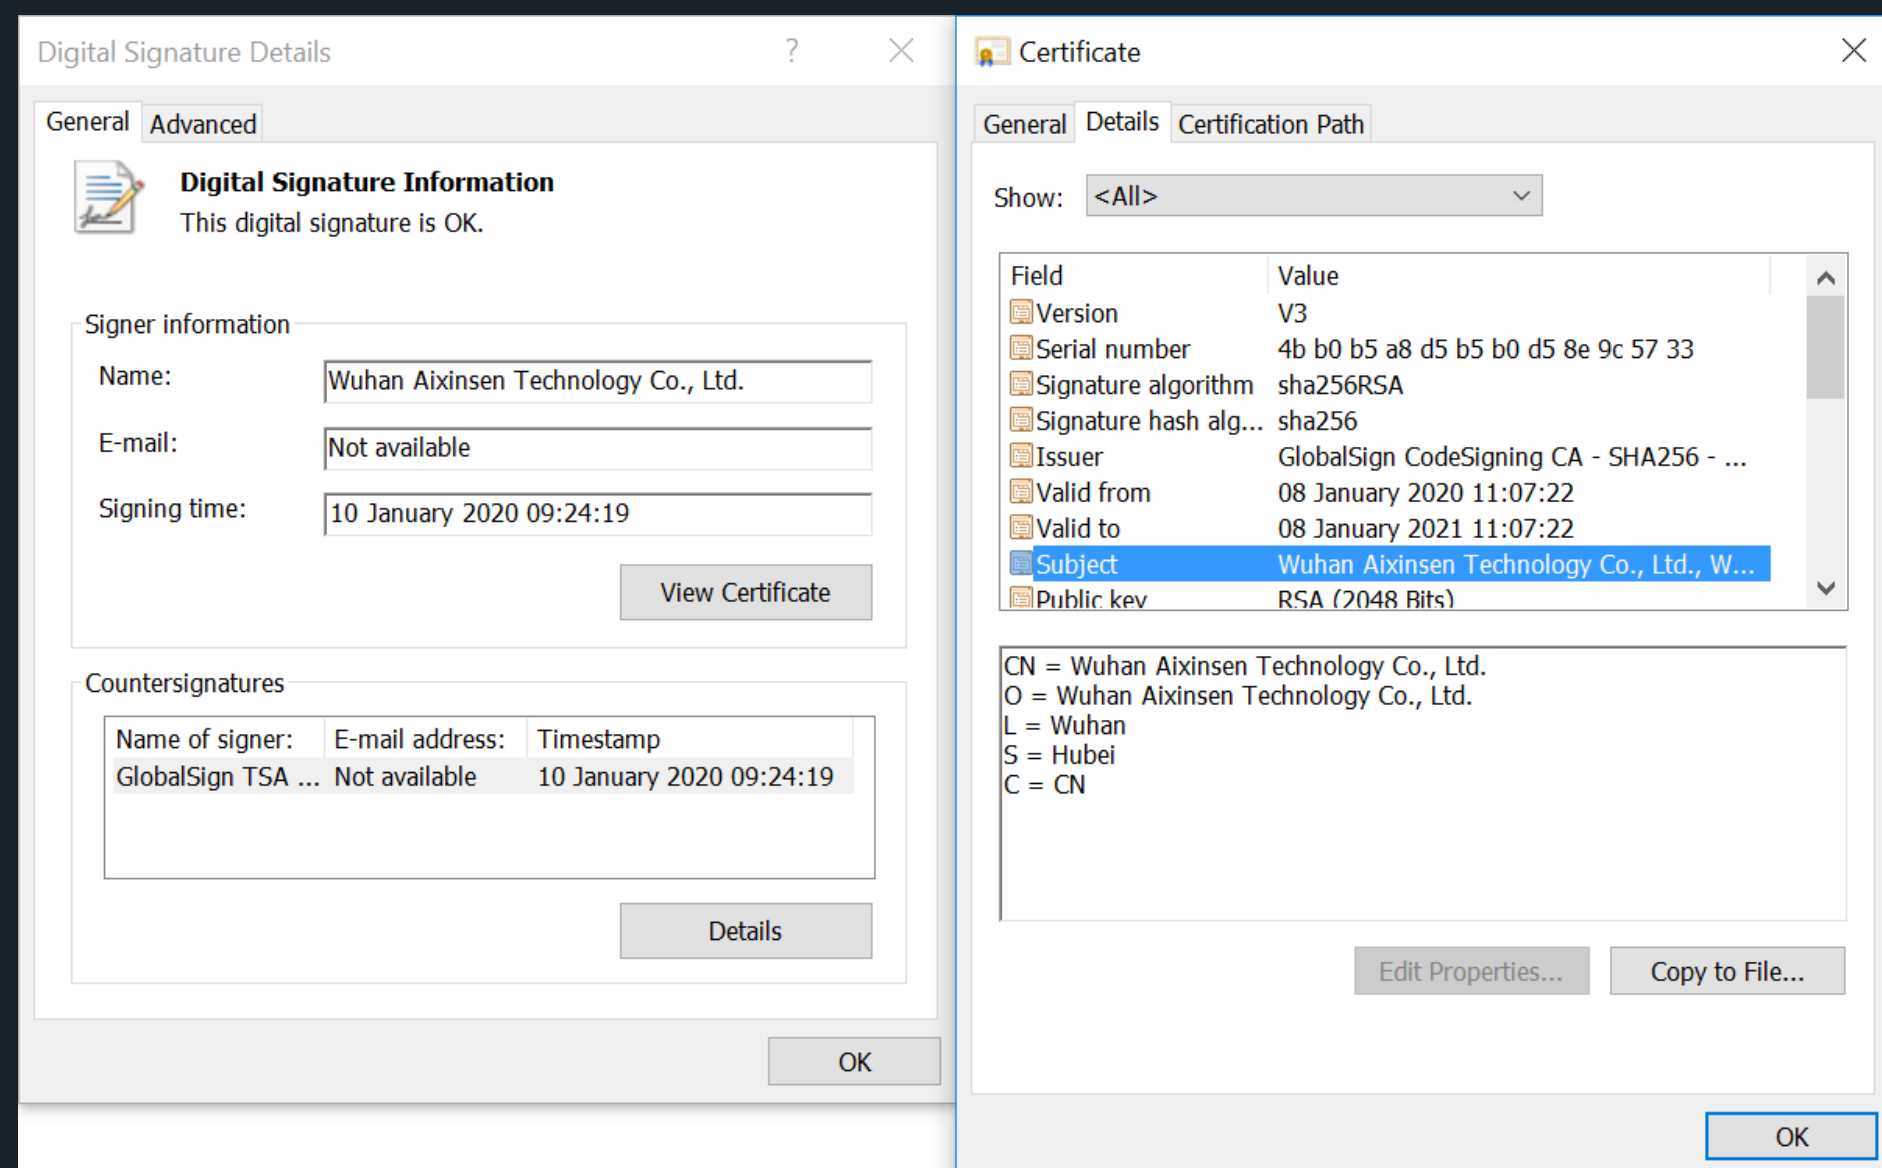 Digital Signature Details
General Advanced
Digital Signature Information
This digital signature is OK.
Signer information
Name: Wuhan Aixinsen Technology Co., Ltd.
E-mail: Not available
Signing time: 10 January 2020 09:24:19
View Certificate
Countersignatures
Name of signer: E-mail address: Timestamp
GlobalSign TSA ... Not available 10 January 2020 09:24:19
Details
OK
Certificate
General Details Certification Path
Show: <All>
Field Value
Version V3
Serial number 4b b0 b5 a8 d5 b5 b0 d5 8e 9c 57 33
Signature algorithm sha256RSA
Signature hash alg... sha256
Issuer GlobalSign CodeSigning CA - SHA256 - ...
Valid from 08 January 2020 11:07:22
Valid to 08 January 2021 11:07:22
Subject Wuhan Aixinsen Technology Co., Ltd., W...
Public key RSA (2048 Bits)
CN = Wuhan Aixinsen Technology Co., Ltd.
O = Wuhan Aixinsen Technology Co., Ltd.
L = Wuhan
S = Hubei
C = CN
Edit Properties... Copy to File...
OK